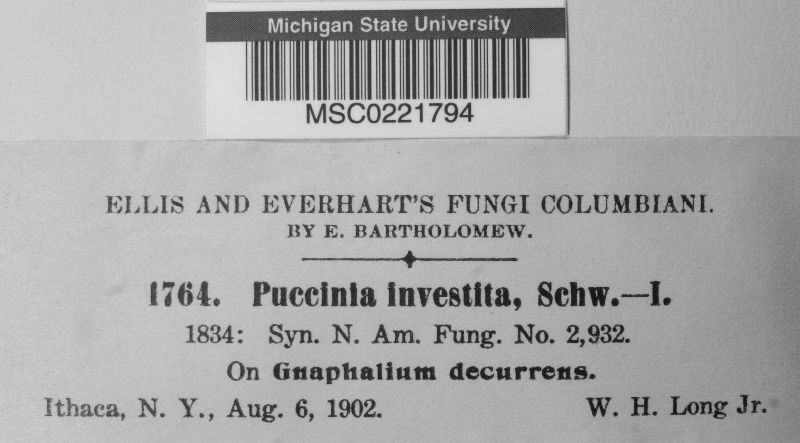 Michigan State University
MSC0221794
ELLIS AND EVERHART'S FUNGI COLUMBIANI.
BY E. BARTHOLOMEW.
1764. Puccinia investita, Schw.—I.
1834: Syn. N. Am. Fung. No. 2,932.
On Gnaphalium decurrens.
Ithaca, N. Y., Aug. 6, 1902. W. H. Long Jr.